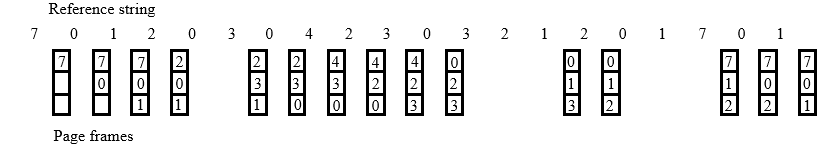 Reference string
7 0 1 2 0 3 0 4 2 3 0 3 2 1 2 0 1 7 0 1
7 7 7 2 2 2 4 4 4 0 0 0 7 7 7
0 0 0 3 3 3 2 2 2 1 1 1 0 0
1 1 1 0 0 0 3 3 3 2 2 2 1
Page frames